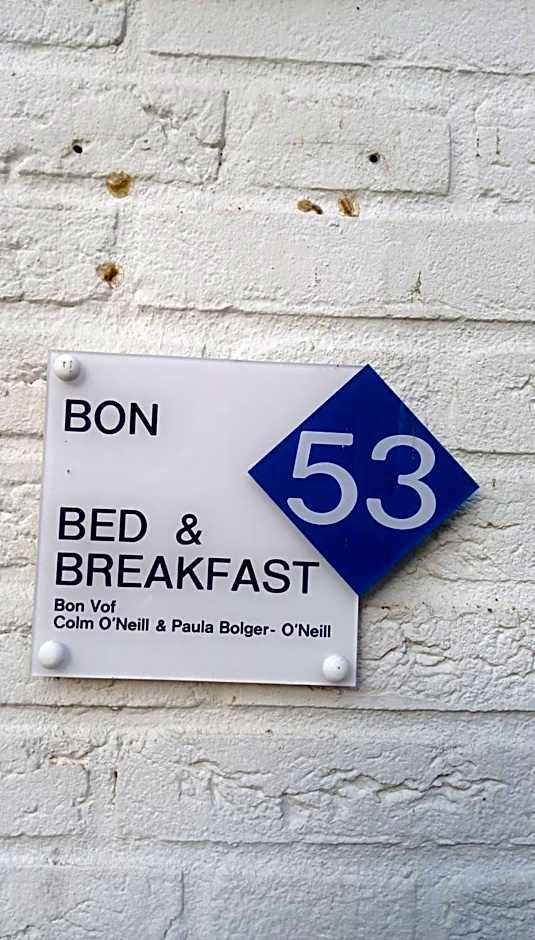 BON
53
BED &
BREAKFAST
Bon Vof
Colm O'Neill & Paula Bolger- O'Neill